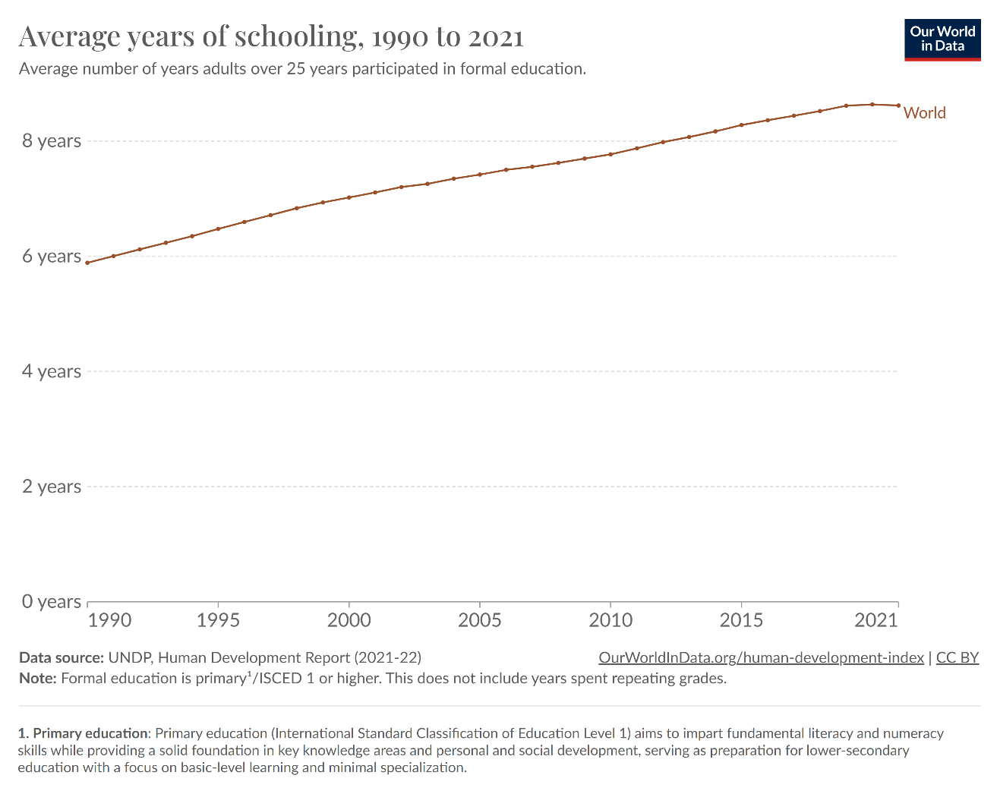 Average years of schooling, 1990 to 2021
Our World
in Data
Average number of years adults over 25 years participated in formal education.
World
8 years
6 years
4 years
2 years
0 years
1990 1995 2000 2005 2010 2015 2021
Data source: UNDP, Human Development Report (2021-22)
OurWorldInData.org/human-development-index | CC BY
Note: Formal education is primary¹/ISCED 1 or higher. This does not include years spent repeating grades.
1. Primary education: Primary education (International Standard Classification of Education Level 1) aims to impart fundamental literacy and numeracy
skills while providing a solid foundation in key knowledge areas and personal and social development, serving as preparation for lower-secondary
education with a focus on basic-level learning and minimal specialization.